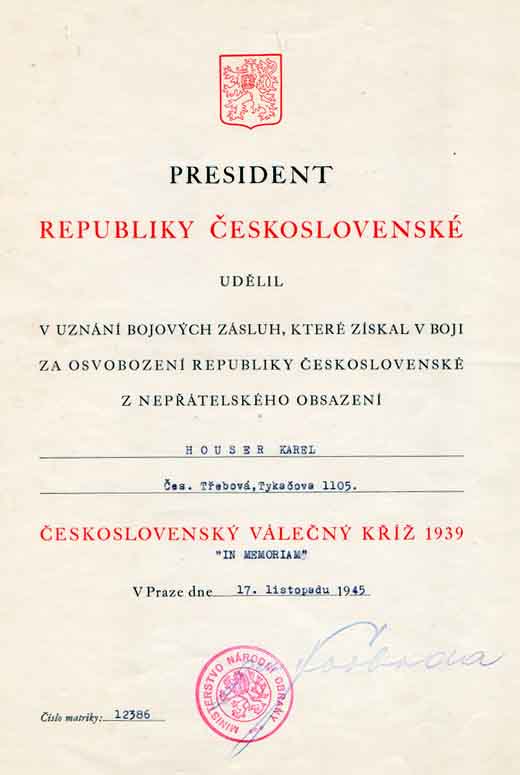 PRESIDENT
REPUBLIKY ČESKOSLOVENSKÉ
UDĚLIL
V UZNÁNÍ BOJOVÝCH ZÁSLUH, KTERÉ ZÍSKAL V BOJI
ZA OSVOBOZENÍ REPUBLIKY ČESKOSLOVENSKÉ
Z NEPŘÁTELSKÉHO OBSAZENÍ
HOUSER KAREL
Čes. Třebová, Tykačova 1105.
ČESKOSLOVENSKÝ VÁLEČNÝ KŘÍŽ 1939
"IN MEMORIAM"
V Praze dne 17. listopadu 1945
Svoboda
MINISTERSTVO NÁRODNÍ OBRANY
Číslo matriky: 12386